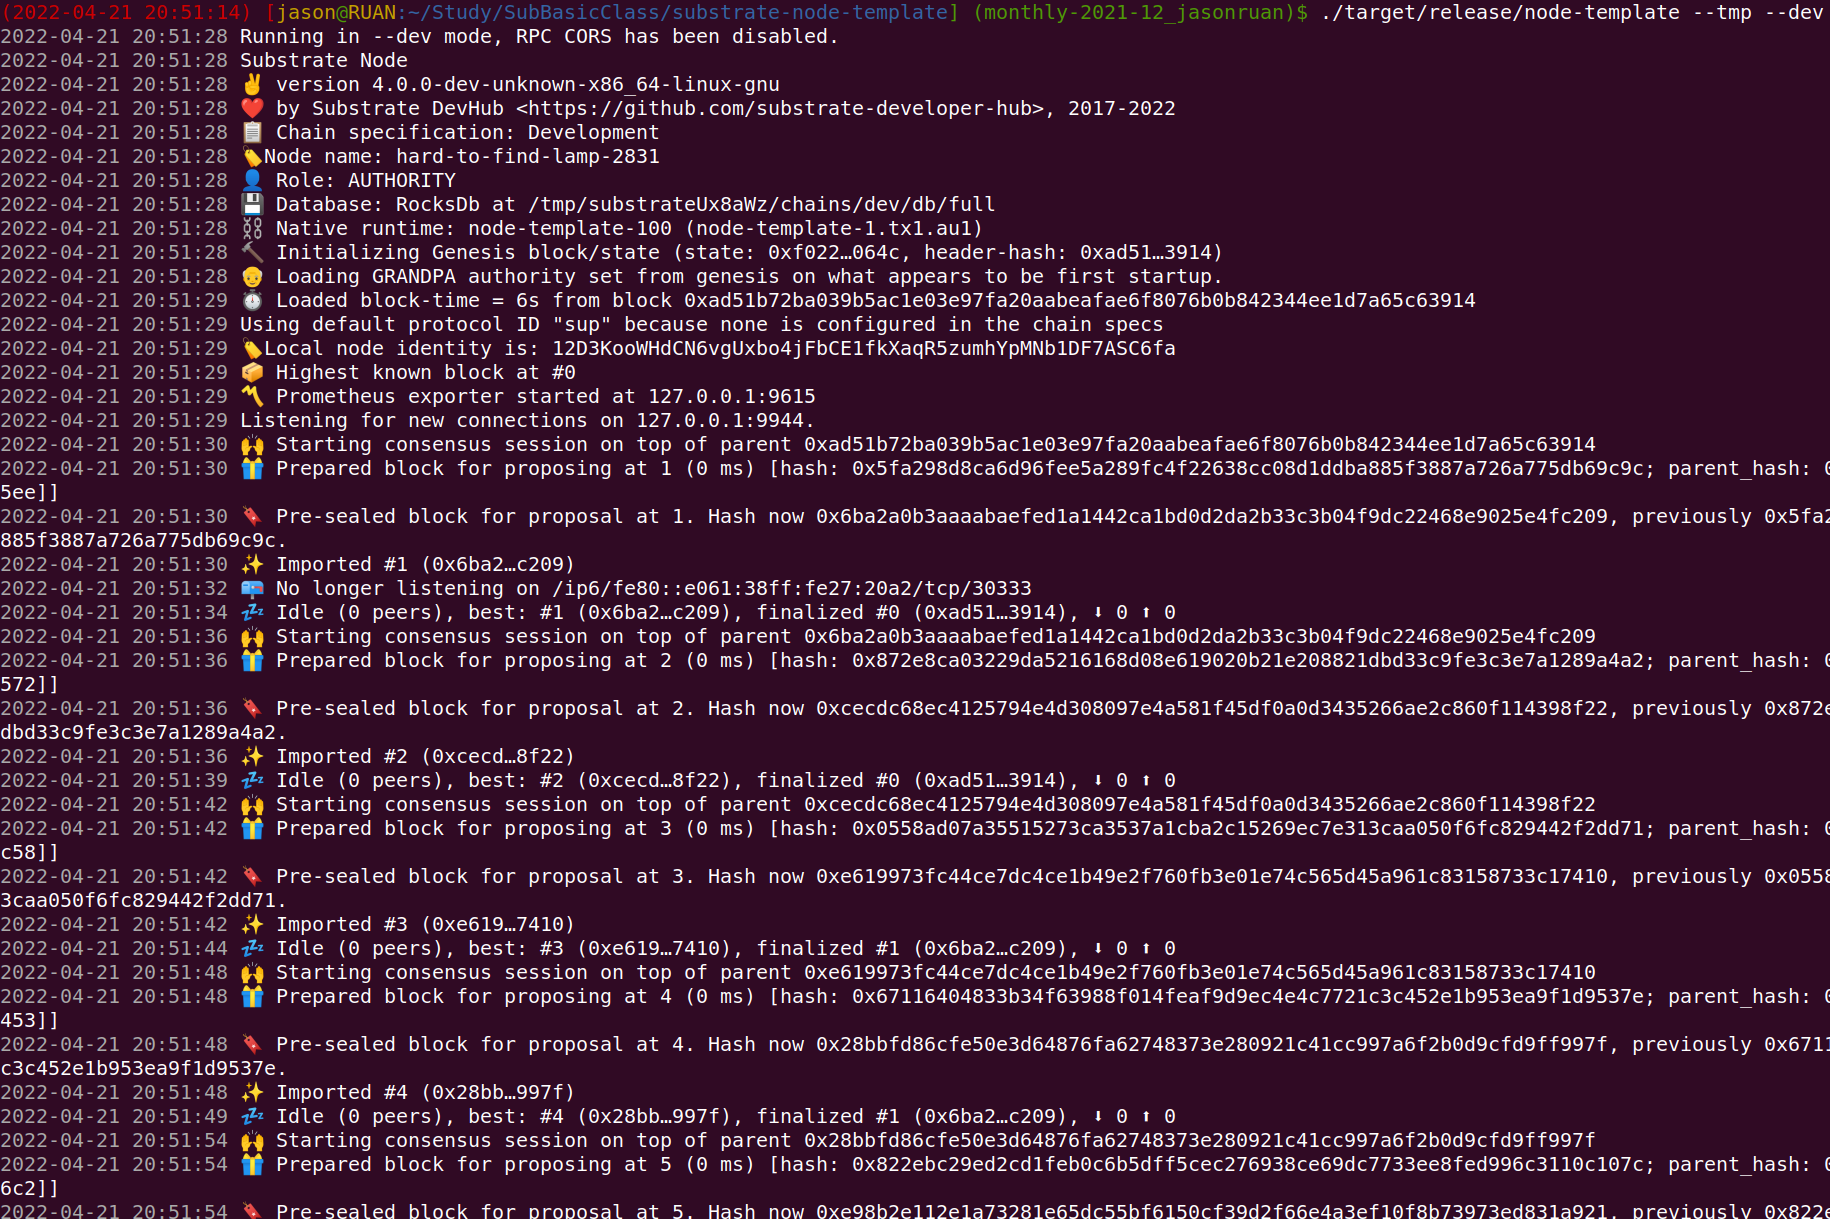 (2022-04-21 20:51:14) [jason@RUAN:~/Study/SubBasicClass/substrate-node-template] (monthly-2021-12_jasonruan)$ ./target/release/node-template --tmp --dev
2022-04-21 20:51:28 Running in --dev mode, RPC CORS has been disabled.
2022-04-21 20:51:28 Substrate Node
2022-04-21 20:51:28 ✌️ version 4.0.0-dev-unknown-x86_64-linux-gnu
2022-04-21 20:51:28 ❤️ by Substrate DevHub <https://github.com/substrate-developer-hub>, 2017-2022
2022-04-21 20:51:28 📋 Chain specification: Development
2022-04-21 20:51:28 🏷 Node name: hard-to-find-lamp-2831
2022-04-21 20:51:28 👤 Role: AUTHORITY
2022-04-21 20:51:28 💾 Database: RocksDb at /tmp/substrateUx8aWz/chains/dev/db/full
2022-04-21 20:51:28 ⛓ Native runtime: node-template-100 (node-template-1.tx1.au1)
2022-04-21 20:51:28 🔨 Initializing Genesis block/state (state: 0xf022…064c, header-hash: 0xad51…3914)
2022-04-21 20:51:28 👴 Loading GRANDPA authority set from genesis on what appears to be first startup.
2022-04-21 20:51:29 ⏱ Loaded block-time = 6s from block 0xad51b72ba039b5ac1e03e97fa20aabeafae6f8076b0b842344ee1d7a65c63914
2022-04-21 20:51:29 Using default protocol ID "sup" because none is configured in the chain specs
2022-04-21 20:51:29 🏷 Local node identity is: 12D3KooWHdCN6vgUxbo4jFbCE1fkXaqR5zumhYpMNb1DF7ASC6fa
2022-04-21 20:51:29 📦 Highest known block at #0
2022-04-21 20:51:29 〽️ Prometheus exporter started at 127.0.0.1:9615
2022-04-21 20:51:29 Listening for new connections on 127.0.0.1:9944.
2022-04-21 20:51:30 🙌 Starting consensus session on top of parent 0xad51b72ba039b5ac1e03e97fa20aabeafae6f8076b0b842344ee1d7a65c63914
2022-04-21 20:51:30 🎁 Prepared block for proposing at 1 (0 ms) [hash: 0x5fa298d8ca6d96fee5a289fc4f22638cc08d1ddba885f3887a726a775db69c9c; parent_hash: 0
5ee]]
2022-04-21 20:51:30 🔖 Pre-sealed block for proposal at 1. Hash now 0x6ba2a0b3aaaabaefed1a1442ca1bd0d2da2b33c3b04f9dc22468e9025e4fc209, previously 0x5fa2
885f3887a726a775db69c9c.
2022-04-21 20:51:30 ✨ Imported #1 (0x6ba2…c209)
2022-04-21 20:51:32 📪 No longer listening on /ip6/fe80::e061:38ff:fe27:20a2/tcp/30333
2022-04-21 20:51:34 💤 Idle (0 peers), best: #1 (0x6ba2…c209), finalized #0 (0xad51…3914), ⬇ 0 ⬆ 0
2022-04-21 20:51:36 🙌 Starting consensus session on top of parent 0x6ba2a0b3aaaabaefed1a1442ca1bd0d2da2b33c3b04f9dc22468e9025e4fc209
2022-04-21 20:51:36 🎁 Prepared block for proposing at 2 (0 ms) [hash: 0x872e8ca03229da5216168d08e619020b21e208821dbd33c9fe3c3e7a1289a4a2; parent_hash: 0
572]]
2022-04-21 20:51:36 🔖 Pre-sealed block for proposal at 2. Hash now 0xcecdc68ec4125794e4d308097e4a581f45df0a0d3435266ae2c860f114398f22, previously 0x872e
dbd33c9fe3c3e7a1289a4a2.
2022-04-21 20:51:36 ✨ Imported #2 (0xcecd…8f22)
2022-04-21 20:51:39 💤 Idle (0 peers), best: #2 (0xcecd…8f22), finalized #0 (0xad51…3914), ⬇ 0 ⬆ 0
2022-04-21 20:51:42 🙌 Starting consensus session on top of parent 0xcecdc68ec4125794e4d308097e4a581f45df0a0d3435266ae2c860f114398f22
2022-04-21 20:51:42 🎁 Prepared block for proposing at 3 (0 ms) [hash: 0x0558ad07a35515273ca3537a1cba2c15269ec7e313caa050f6fc829442f2dd71; parent_hash: 0
c58]]
2022-04-21 20:51:42 🔖 Pre-sealed block for proposal at 3. Hash now 0xe619973fc44ce7dc4ce1b49e2f760fb3e01e74c565d45a961c83158733c17410, previously 0x0558
3caa050f6fc829442f2dd71.
2022-04-21 20:51:42 ✨ Imported #3 (0xe619…7410)
2022-04-21 20:51:44 💤 Idle (0 peers), best: #3 (0xe619…7410), finalized #1 (0x6ba2…c209), ⬇ 0 ⬆ 0
2022-04-21 20:51:48 🙌 Starting consensus session on top of parent 0xe619973fc44ce7dc4ce1b49e2f760fb3e01e74c565d45a961c83158733c17410
2022-04-21 20:51:48 🎁 Prepared block for proposing at 4 (0 ms) [hash: 0x67116404833b34f63988f014feaf9d9ec4e4c7721c3c452e1b953ea9f1d9537e; parent_hash: 0
453]]
2022-04-21 20:51:48 🔖 Pre-sealed block for proposal at 4. Hash now 0x28bbfd86cfe50e3d64876fa62748373e280921c41cc997a6f2b0d9cfd9ff997f, previously 0x6711
c3c452e1b953ea9f1d9537e.
2022-04-21 20:51:48 ✨ Imported #4 (0x28bb…997f)
2022-04-21 20:51:49 💤 Idle (0 peers), best: #4 (0x28bb…997f), finalized #1 (0x6ba2…c209), ⬇ 0 ⬆ 0
2022-04-21 20:51:54 🙌 Starting consensus session on top of parent 0x28bbfd86cfe50e3d64876fa62748373e280921c41cc997a6f2b0d9cfd9ff997f
2022-04-21 20:51:54 🎁 Prepared block for proposing at 5 (0 ms) [hash: 0x822ebc29ed2cd1feb0c6b5dff5cec276938ce69dc7733ee8fed996c3110c107c; parent_hash: 0
6c2]]
2022-04-21 20:51:54 🔖 Pre-sealed block for proposal at 5. Hash now 0xe98b2e112e1a73281e65dc55bf6150cf39d2f66e4a3ef10f8b73973ed831a921, previously 0x822e